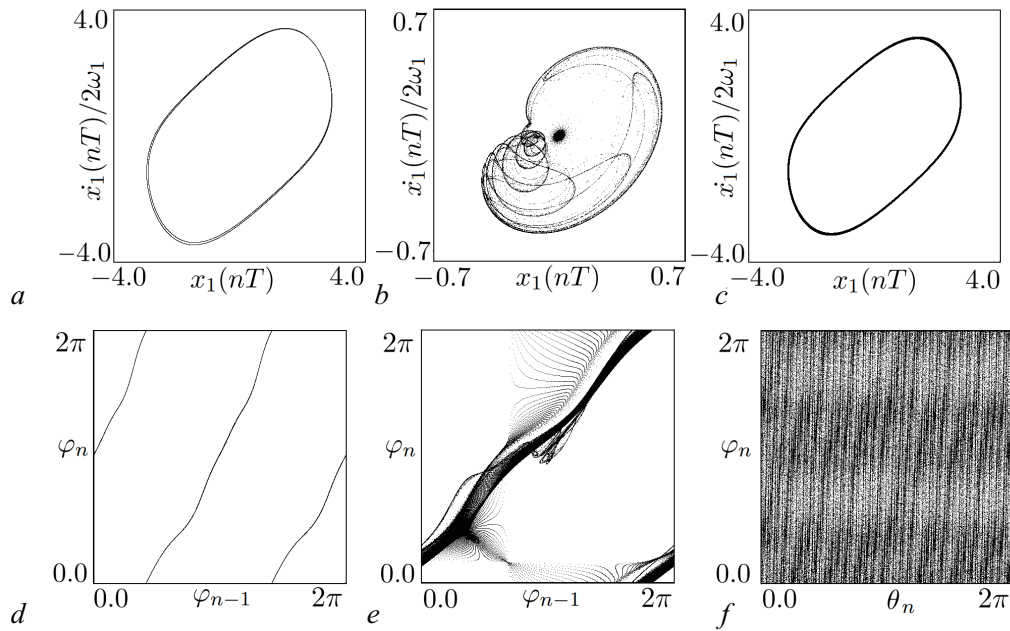 4.0
ẋ₁(nT)/2ω₁
−4.0
−4.0 x₁(nT) 4.0
a
0.7
ẋ₁(nT)/2ω₁
−0.7
−0.7 x₁(nT) 0.7
b
4.0
ẋ₁(nT)/2ω₁
−4.0
−4.0 x₁(nT) 4.0
c
2π
φₙ
0.0
0.0 φₙ₋₁ 2π
d
2π
φₙ
0.0
0.0 φₙ₋₁ 2π
e
2π
φₙ
0.0
0.0 θₙ 2π
f